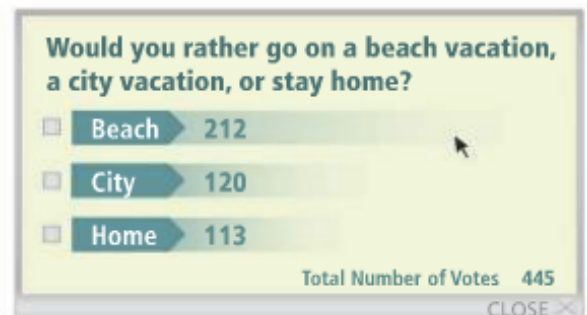 Would you rather go on a beach vacation,
a city vacation, or stay home?
Beach 212
City 120
Home 113
Total Number of Votes 445
CLOSE